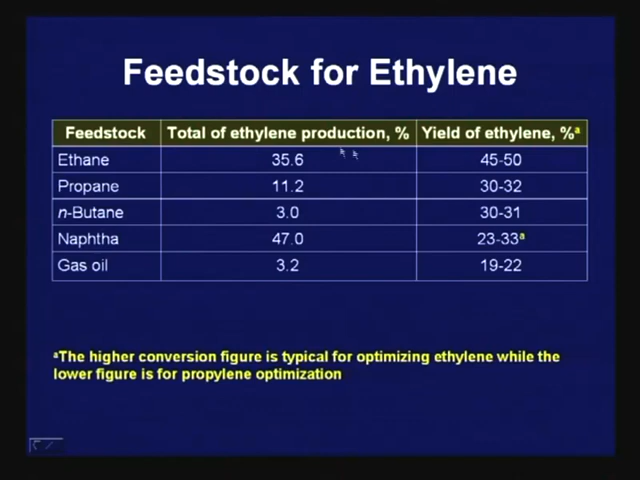 Feedstock for Ethylene
Feedstock Total of ethylene production, % Yield of ethylene, %ᵃ
Ethane 35.6 45-50
Propane 11.2 30-32
n-Butane 3.0 30-31
Naphtha 47.0 23-33ᵃ
Gas oil 3.2 19-22
ᵃThe higher conversion figure is typical for optimizing ethylene while the
lower figure is for propylene optimization